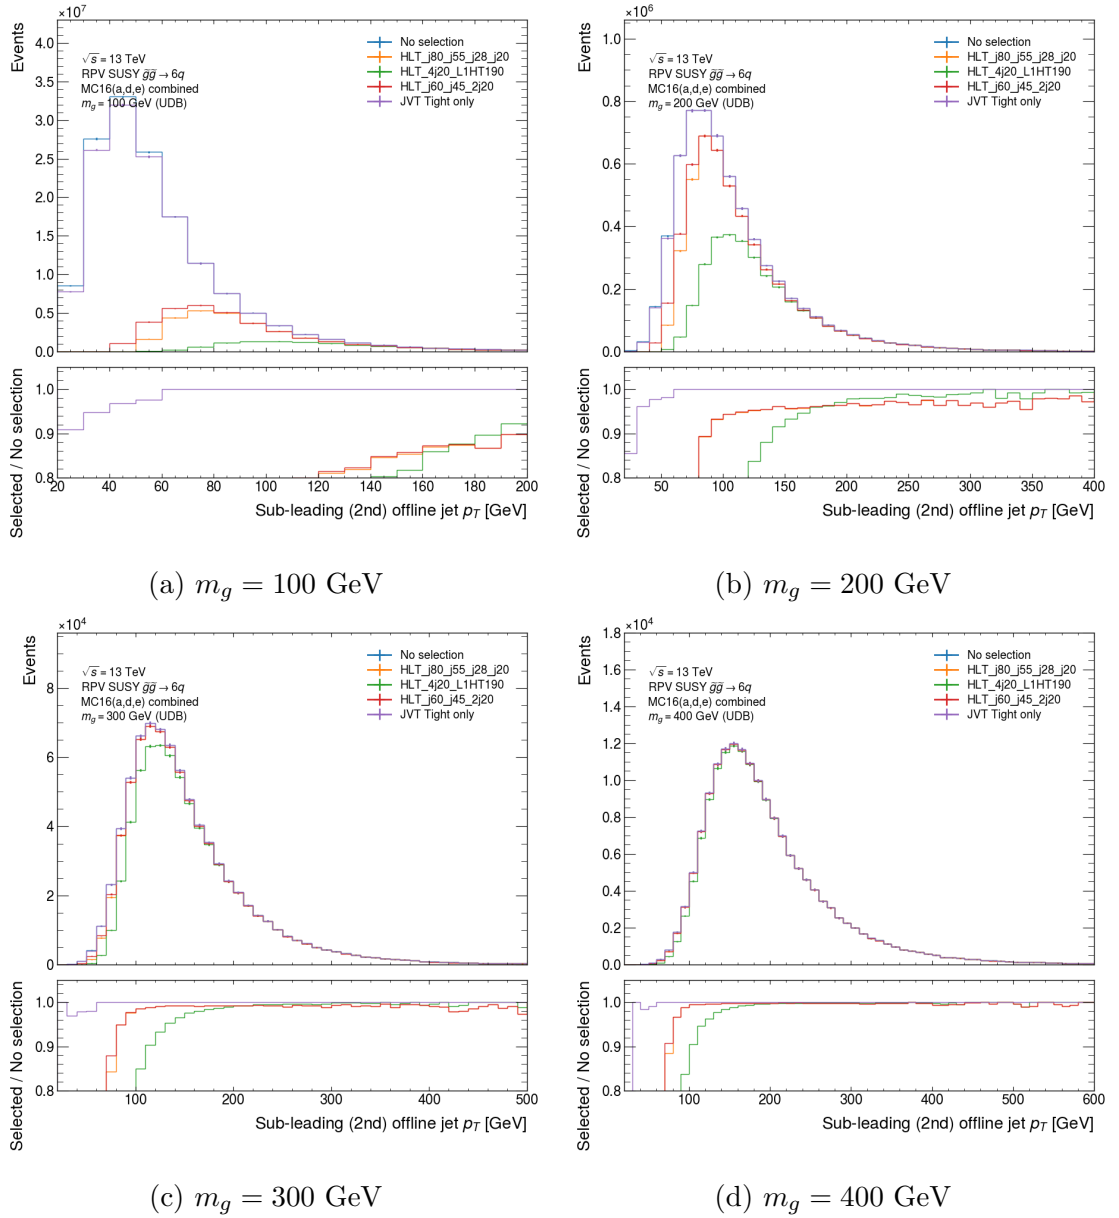 ×10⁷
Events
4.0
3.5
3.0
2.5
2.0
1.5
1.0
0.5
0.0
√s = 13 TeV
RPV SUSY g̃g̃ → 6q
MC16(a,d,e) combined
m_g̃ = 100 GeV (UDB)
No selection
HLT_j80_j55_j28_j20
HLT_4j20_L1HT190
HLT_j60_j45_2j20
JVT Tight only
Selected / No selection
1.0
0.9
0.8
20 40 60 80 100 120 140 160 180 200
Sub-leading (2nd) offline jet p_T [GeV]
(a) m_g = 100 GeV
×10⁶
Events
1.0
0.8
0.6
0.4
0.2
0.0
√s = 13 TeV
RPV SUSY g̃g̃ → 6q
MC16(a,d,e) combined
m_g̃ = 200 GeV (UDB)
No selection
HLT_j80_j55_j28_j20
HLT_4j20_L1HT190
HLT_j60_j45_2j20
JVT Tight only
Selected / No selection
1.0
0.9
0.8
50 100 150 200 250 300 350 400
Sub-leading (2nd) offline jet p_T [GeV]
(b) m_g = 200 GeV
×10⁴
Events
8
6
4
2
0
√s = 13 TeV
RPV SUSY g̃g̃ → 6q
MC16(a,d,e) combined
m_g̃ = 300 GeV (UDB)
No selection
HLT_j80_j55_j28_j20
HLT_4j20_L1HT190
HLT_j60_j45_2j20
JVT Tight only
Selected / No selection
1.0
0.9
0.8
100 200 300 400 500
Sub-leading (2nd) offline jet p_T [GeV]
(c) m_g = 300 GeV
×10⁴
Events
1.8
1.6
1.4
1.2
1.0
0.8
0.6
0.4
0.2
0.0
√s = 13 TeV
RPV SUSY g̃g̃ → 6q
MC16(a,d,e) combined
m_g̃ = 400 GeV (UDB)
No selection
HLT_j80_j55_j28_j20
HLT_4j20_L1HT190
HLT_j60_j45_2j20
JVT Tight only
Selected / No selection
1.0
0.9
0.8
100 200 300 400 500 600
Sub-leading (2nd) offline jet p_T [GeV]
(d) m_g = 400 GeV